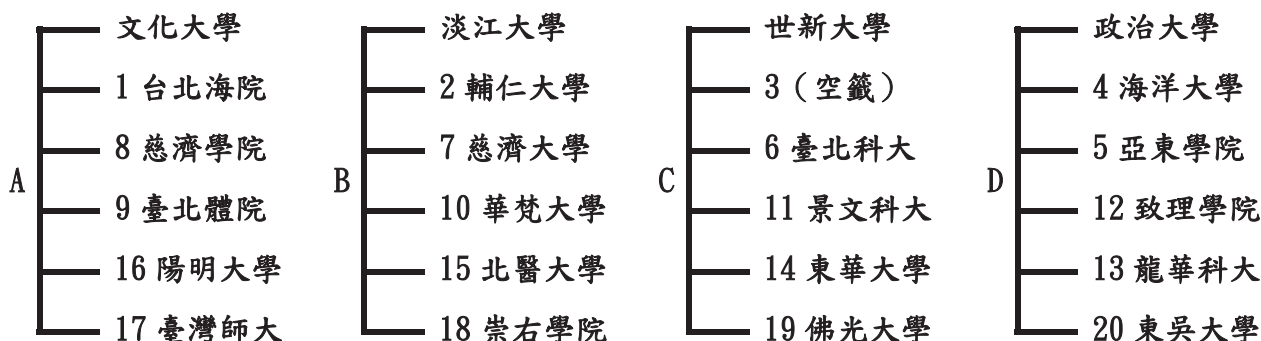 A
文化大學
1 台北海院
8 慈濟學院
9 臺北體院
16 陽明大學
17 臺灣師大
B
淡江大學
2 輔仁大學
7 慈濟大學
10 華梵大學
15 北醫大學
18 崇右學院
C
世新大學
3（空籤）
6 臺北科大
11 景文科大
14 東華大學
19 佛光大學
D
政治大學
4 海洋大學
5 亞東學院
12 致理學院
13 龍華科大
20 東吳大學